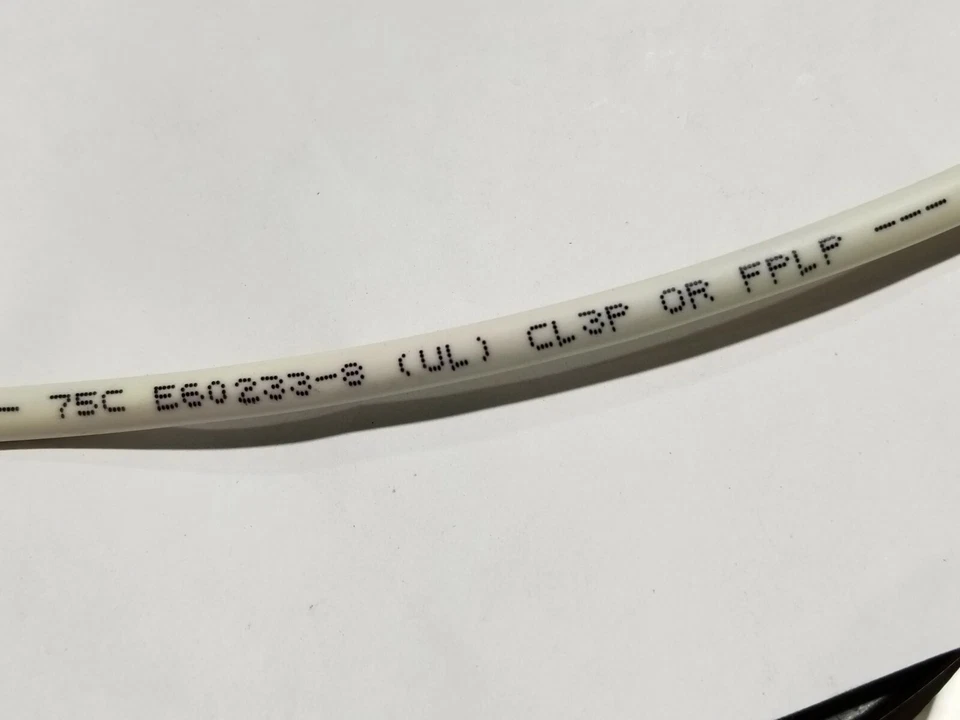 - 75C E60233-8 (UL) CL3P OR FPLP ---